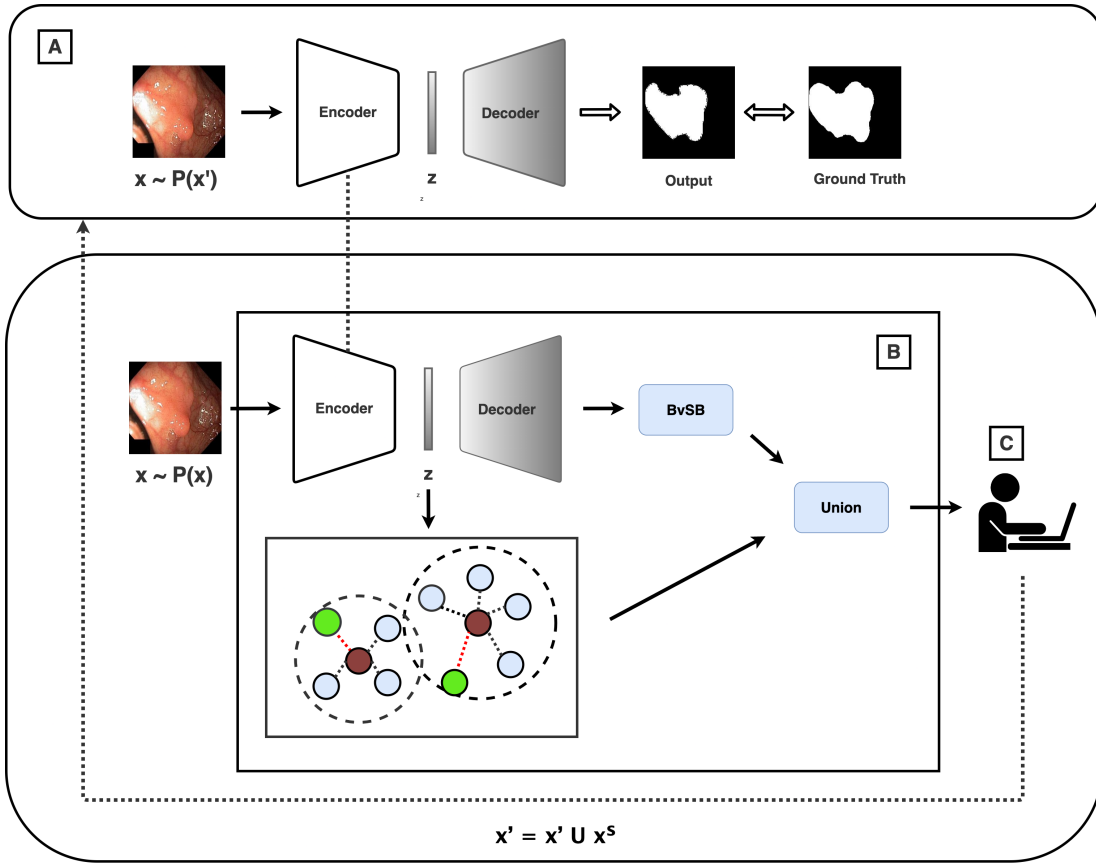 A
Encoder
Decoder
z
z
x ~ P(x')
Output
Ground Truth
B
Encoder
Decoder
BvSB
C
x ~ P(x)
z
z
Union
x' = x' U xˢ